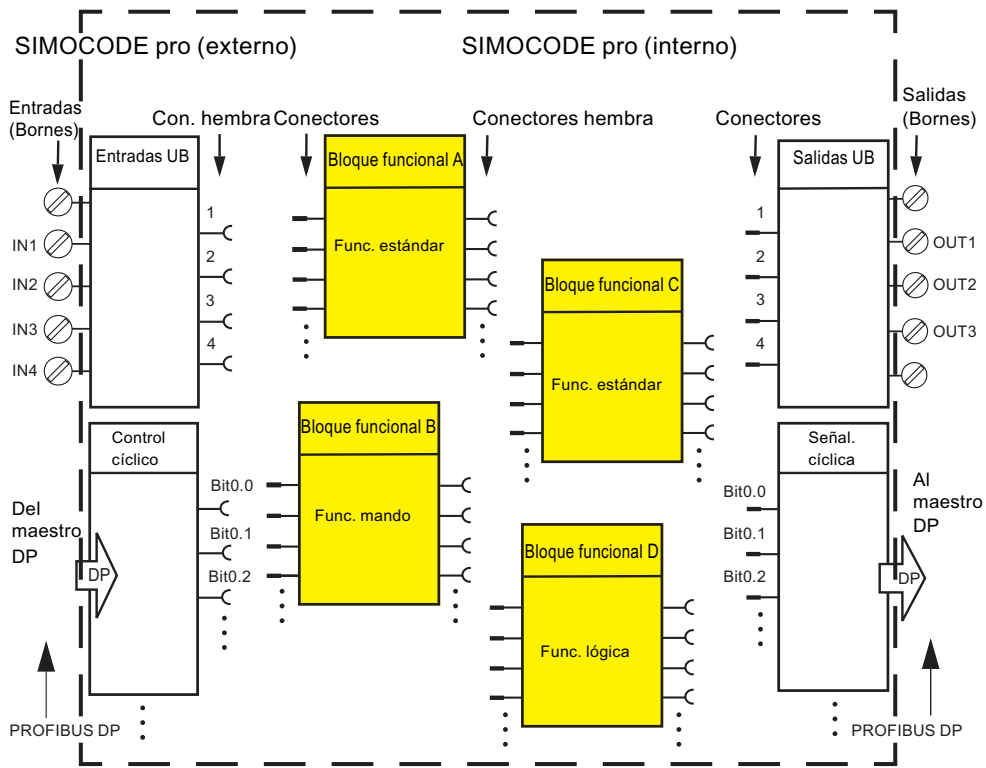 SIMOCODE pro (externo)
SIMOCODE pro (interno)
Entradas
(Bornes)
Con. hembra
Conectores
Conectores hembra
Conectores
Salidas
(Bornes)
Entradas UB
Bloque funcional A
Salidas UB
1
2
3
4
IN1
IN2
IN3
IN4
Func. estándar
Bloque funcional C
Func. estándar
1
2
3
4
OUT1
OUT2
OUT3
Control
cíclico
Bloque funcional B
Señal.
cíclica
Del
maestro
DP
DP
Bit0.0
Bit0.1
Bit0.2
Func. mando
Bloque funcional D
Func. lógica
Bit0.0
Bit0.1
Bit0.2
Al
maestro
DP
DP
PROFIBUS DP
PROFIBUS DP